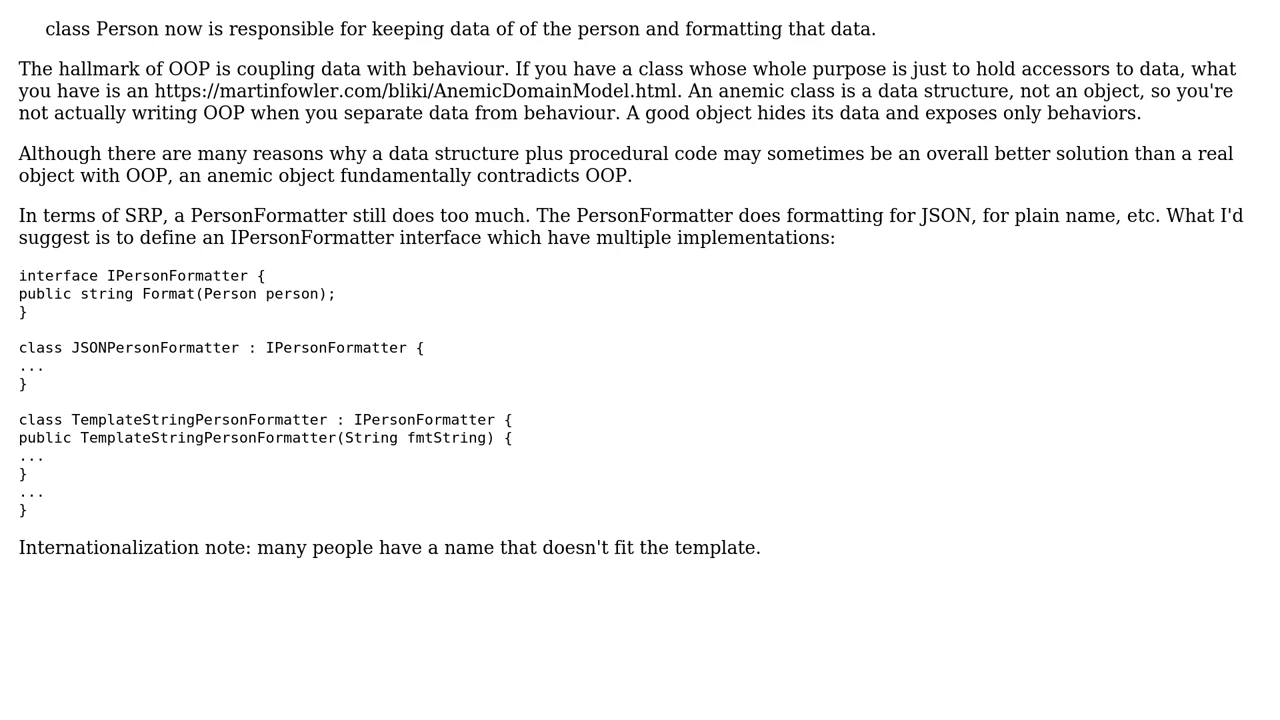 class Person now is responsible for keeping data of of the person and formatting that data.
The hallmark of OOP is coupling data with behaviour. If you have a class whose whole purpose is just to hold accessors to data, what
you have is an https://martinfowler.com/bliki/AnemicDomainModel.html. An anemic class is a data structure, not an object, so you're
not actually writing OOP when you separate data from behaviour. A good object hides its data and exposes only behaviors.
Although there are many reasons why a data structure plus procedural code may sometimes be an overall better solution than a real
object with OOP, an anemic object fundamentally contradicts OOP.
In terms of SRP, a PersonFormatter still does too much. The PersonFormatter does formatting for JSON, for plain name, etc. What I'd
suggest is to define an IPersonFormatter interface which have multiple implementations:
interface IPersonFormatter {
public string Format(Person person);
}
class JSONPersonFormatter : IPersonFormatter {
...
}
class TemplateStringPersonFormatter : IPersonFormatter {
public TemplateStringPersonFormatter(String fmtString) {
...
}
...
}
Internationalization note: many people have a name that doesn't fit the template.